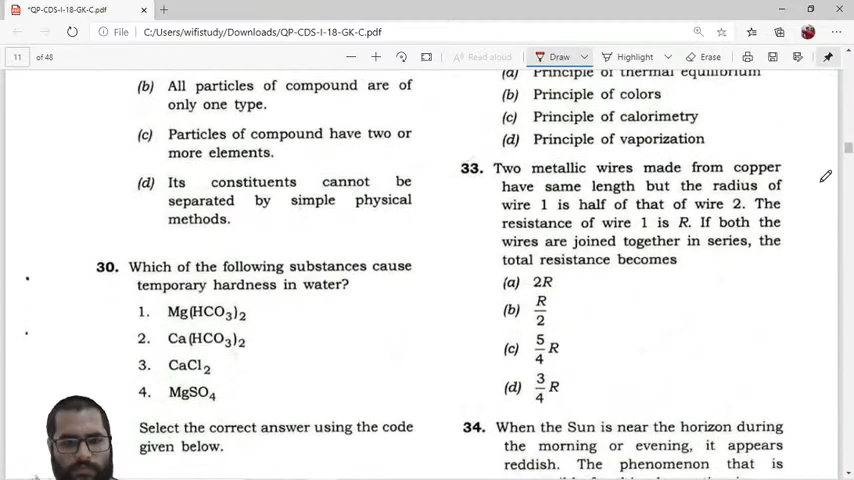 *QP-CDS-I-18-GK-C.pdf
File
C:/Users/wifistudy/Downloads/QP-CDS-I-18-GK-C.pdf
11 of 48
Read aloud
Draw
Highlight
Erase
(b) All particles of compound are of
only one type.
(c) Particles of compound have two or
more elements.
(d) Its constituents cannot be
separated by simple physical
methods.
30. Which of the following substances cause
temporary hardness in water?
1. Mg(HCO3)2
2. Ca(HCO3)2
3. CaCl2
4. MgSO4
Select the correct answer using the code
given below.
(a) Principle of thermal equilibrium
(b) Principle of colors
(c) Principle of calorimetry
(d) Principle of vaporization
33. Two metallic wires made from copper
have same length but the radius of
wire 1 is half of that of wire 2. The
resistance of wire 1 is R. If both the
wires are joined together in series, the
total resistance becomes
(a) 2R
(b) R/2
(c) 5/4 R
(d) 3/4 R
34. When the Sun is near the horizon during
the morning or evening, it appears
reddish. The phenomenon that is